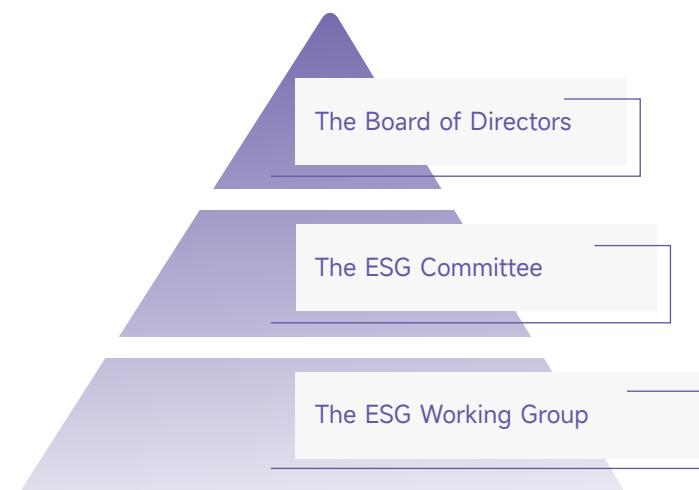 The Board of Directors
The ESG Committee
The ESG Working Group